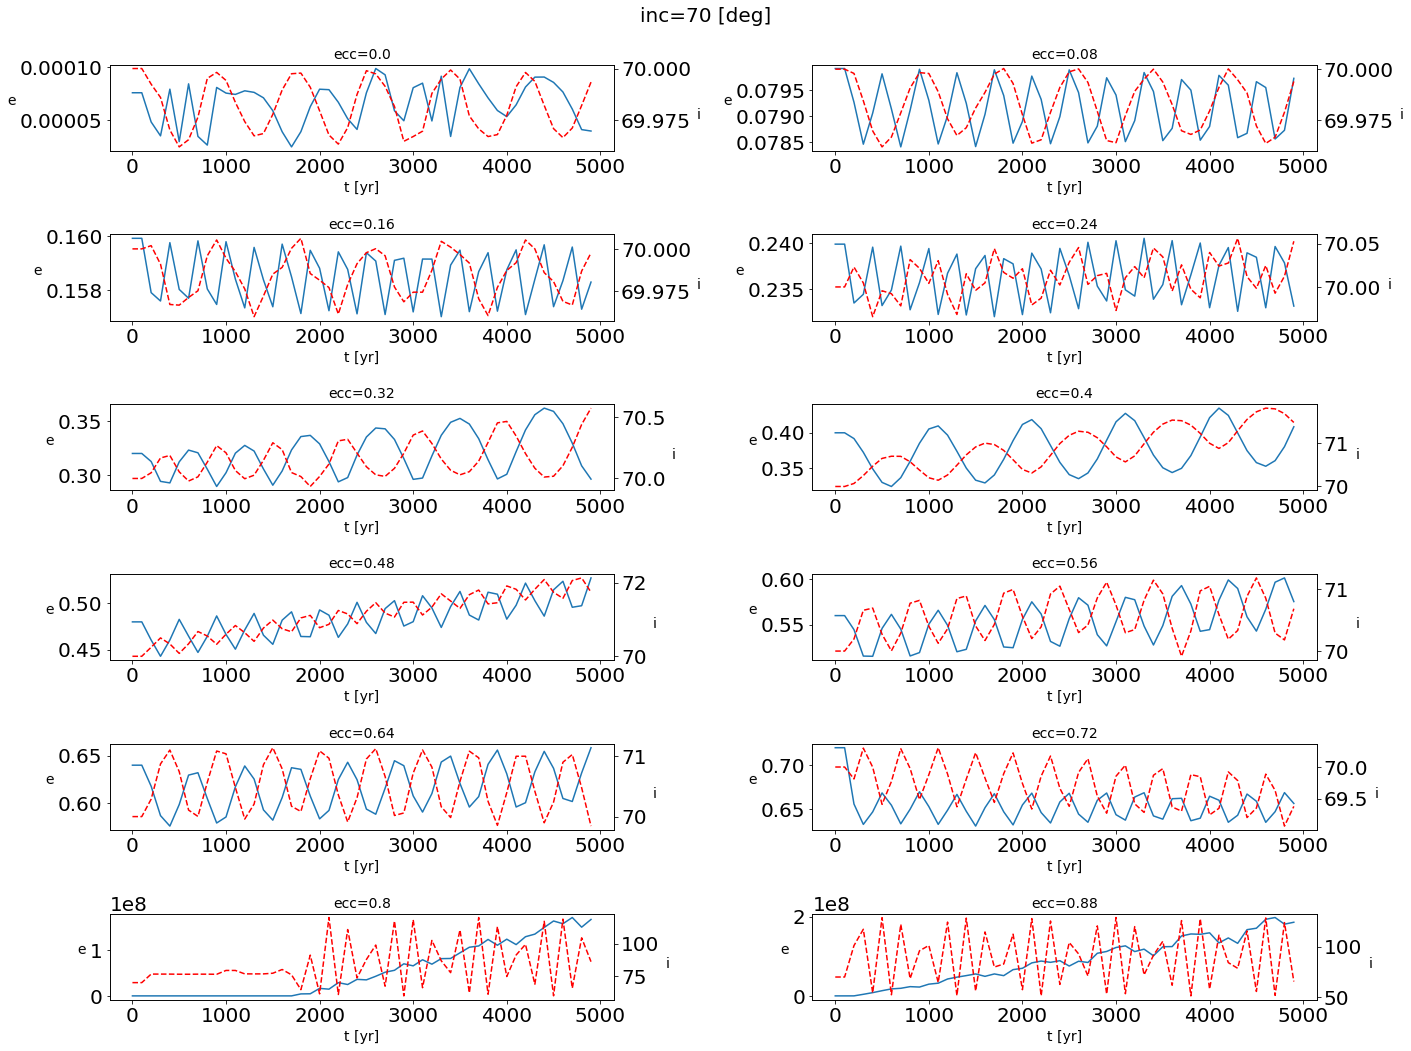 inc=70 [deg]
ecc=0.0
ecc=0.08
0.00010
0.00005
e
70.000
69.975
i
0 1000 2000 3000 4000 5000
t [yr]
0.0795
0.0790
0.0785
e
70.000
69.975
i
0 1000 2000 3000 4000 5000
t [yr]
ecc=0.16
ecc=0.24
0.160
0.158
e
70.000
69.975
i
0 1000 2000 3000 4000 5000
t [yr]
0.240
0.235
e
70.05
70.00
i
0 1000 2000 3000 4000 5000
t [yr]
ecc=0.32
ecc=0.4
0.35
0.30
e
70.5
70.0
i
0 1000 2000 3000 4000 5000
t [yr]
0.40
0.35
e
71
70
i
0 1000 2000 3000 4000 5000
t [yr]
ecc=0.48
ecc=0.56
0.50
0.45
e
72
70
i
0 1000 2000 3000 4000 5000
t [yr]
0.60
0.55
e
71
70
i
0 1000 2000 3000 4000 5000
t [yr]
ecc=0.64
ecc=0.72
0.65
0.60
e
71
70
i
0 1000 2000 3000 4000 5000
t [yr]
0.70
0.65
e
70.0
69.5
i
0 1000 2000 3000 4000 5000
t [yr]
ecc=0.8
ecc=0.88
1e8
1
0
e
100
75
i
0 1000 2000 3000 4000 5000
t [yr]
1e8
2
0
e
100
50
i
0 1000 2000 3000 4000 5000
t [yr]